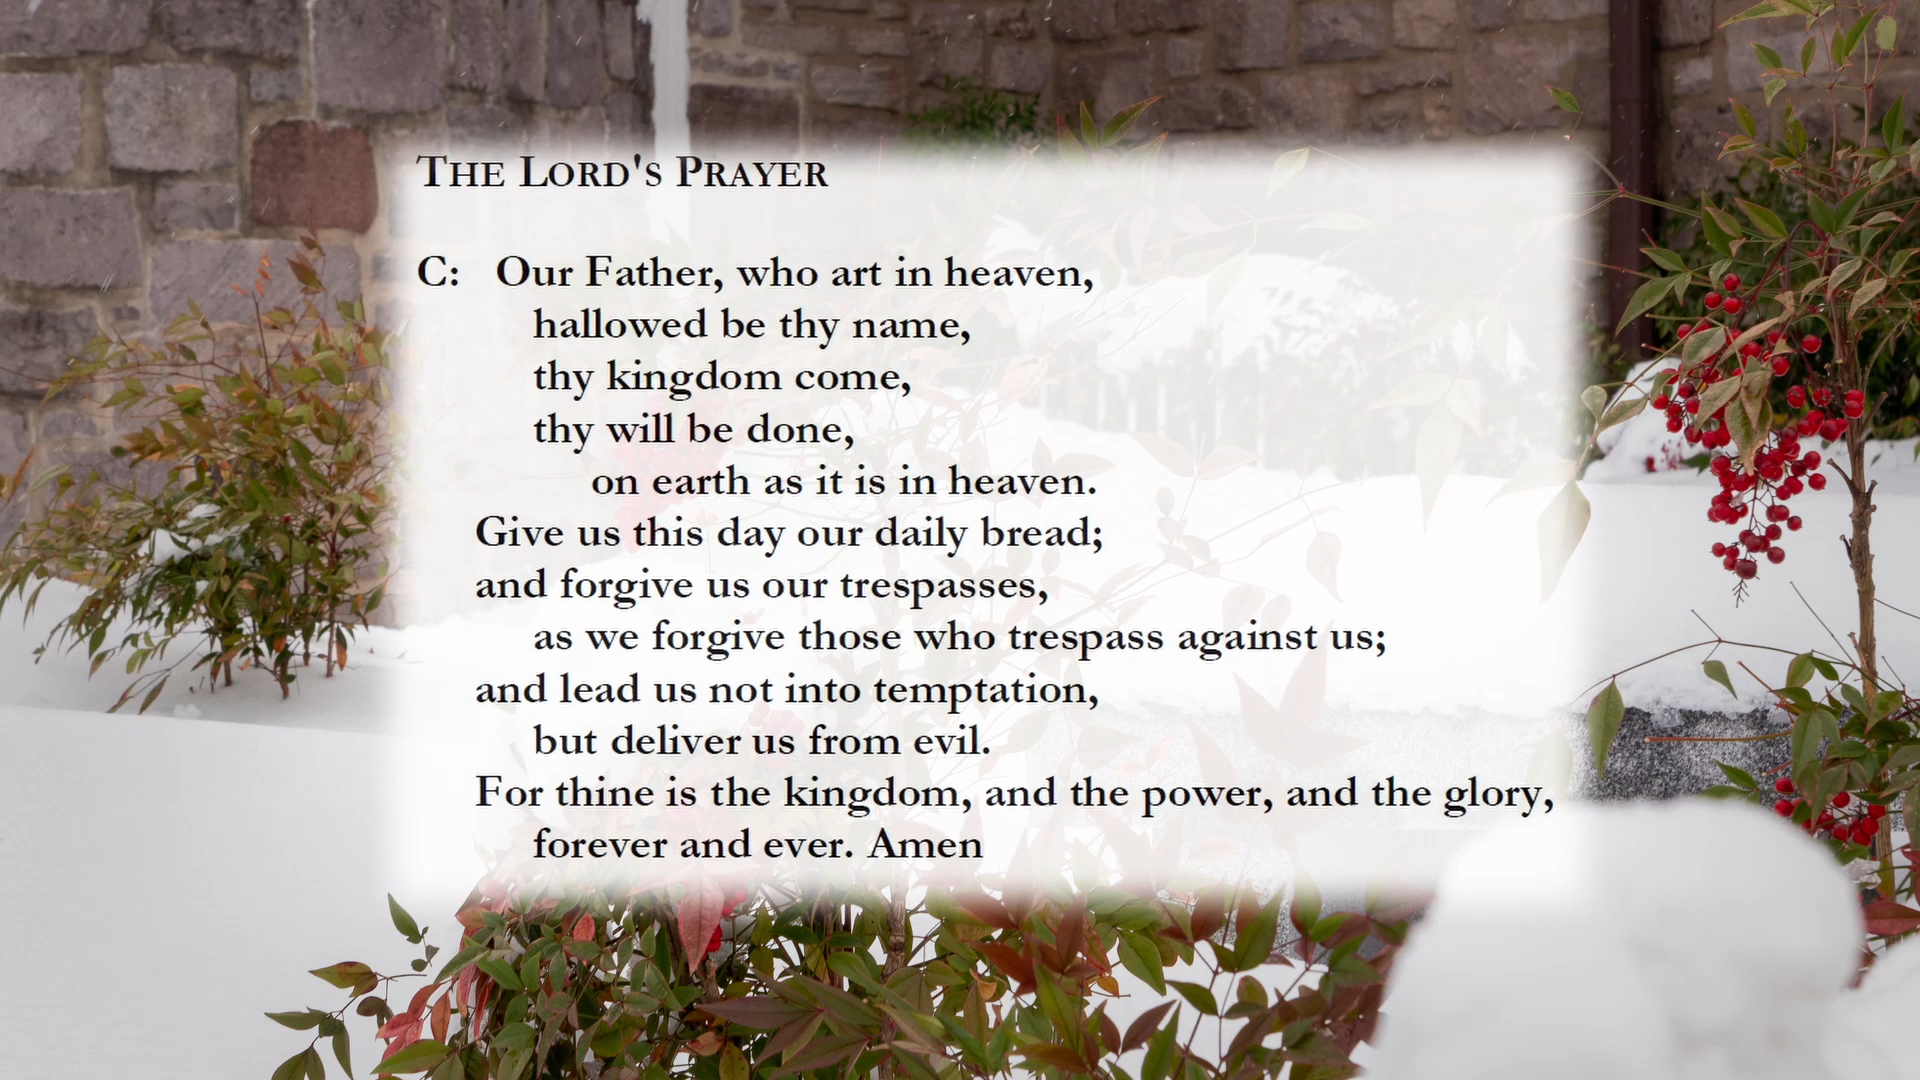 THE LORD'S PRAYER
C: Our Father, who art in heaven,
hallowed be thy name,
thy kingdom come,
thy will be done,
on earth as it is in heaven.
Give us this day our daily bread;
and forgive us our trespasses,
as we forgive those who trespass against us;
and lead us not into temptation,
but deliver us from evil.
For thine is the kingdom, and the power, and the glory,
forever and ever. Amen